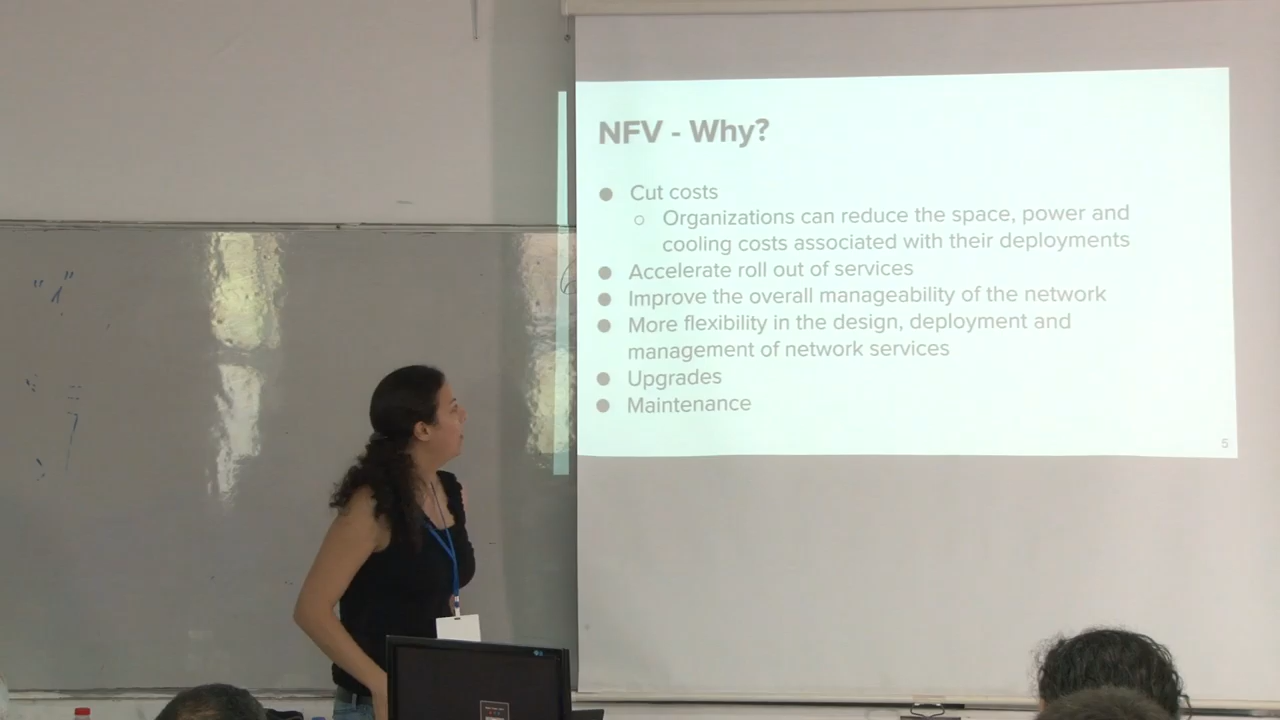 NFV - Why?
● Cut costs
○ Organizations can reduce the space, power and
cooling costs associated with their deployments
● Accelerate roll out of services
● Improve the overall manageability of the network
● More flexibility in the design, deployment and
management of network services
● Upgrades
● Maintenance
5